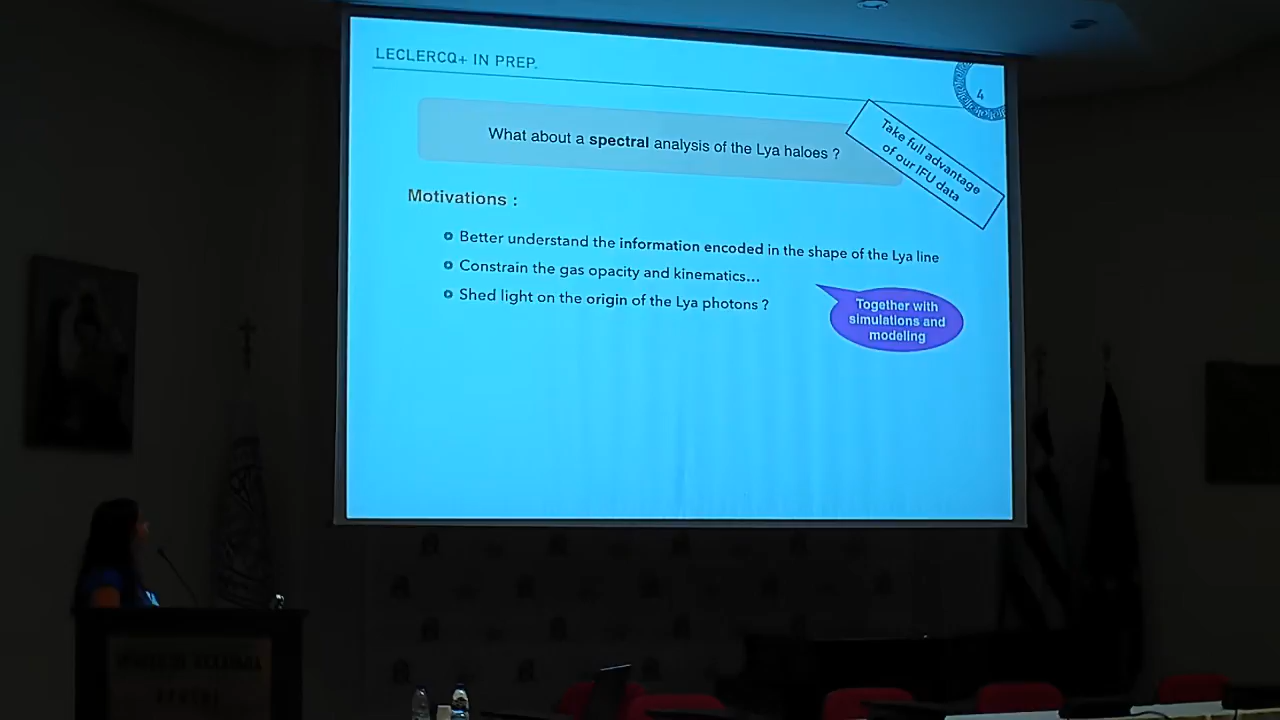 LECLERCQ+ IN PREP.
4
What about a spectral analysis of the Lya haloes ?
Take full advantage
of our IFU data
Motivations :
Better understand the information encoded in the shape of the Lya line
Constrain the gas opacity and kinematics...
Shed light on the origin of the Lya photons ?
Together with
simulations and
modeling